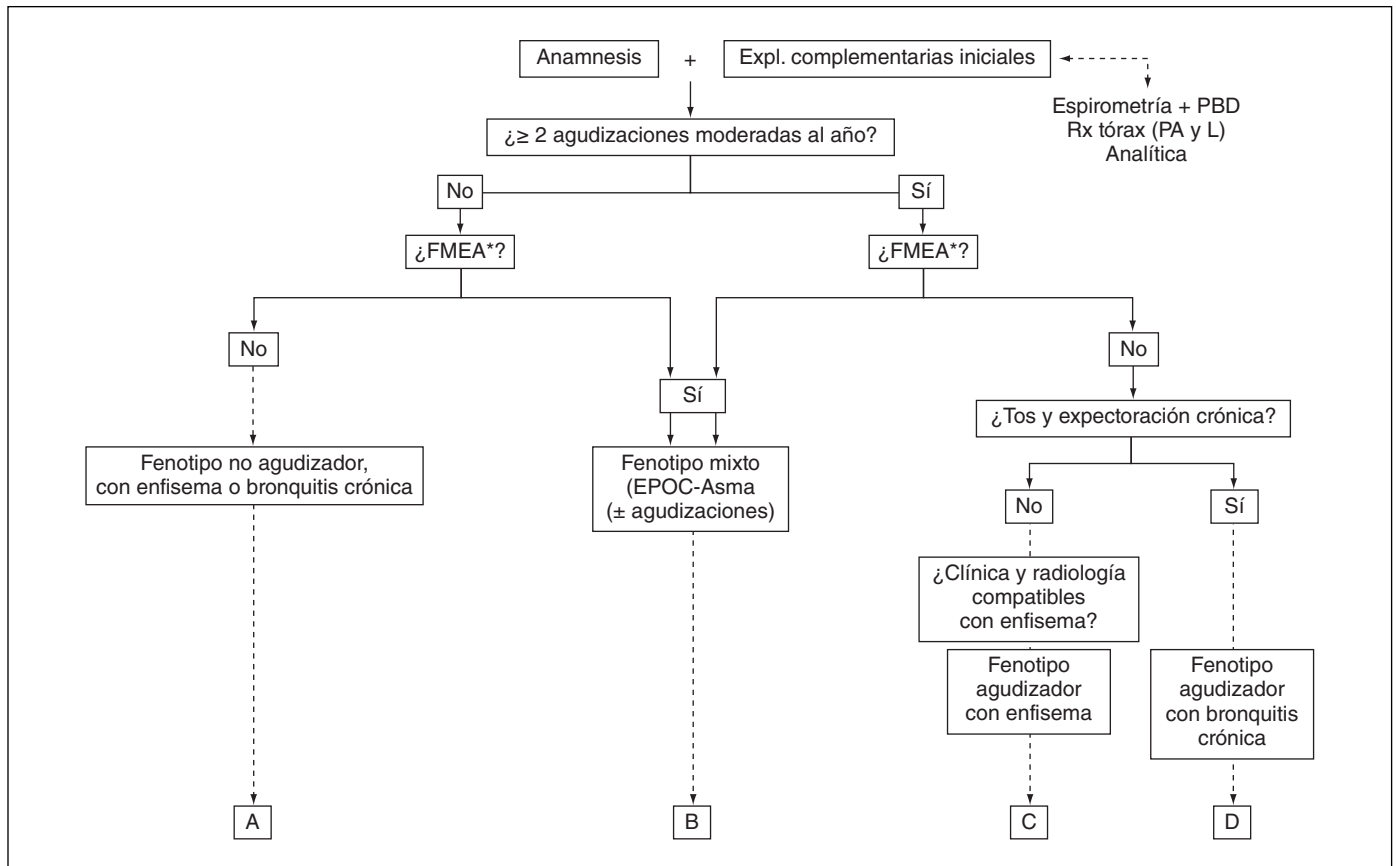 Anamnesis
+
Expl. complementarias iniciales
Espirometría + PBD
Rx tórax (PA y L)
Analítica
¿≥ 2 agudizaciones moderadas al año?
No
Sí
¿FMEA*?
¿FMEA*?
No
Sí
No
¿Tos y expectoración crónica?
Fenotipo no agudizador,
con enfisema o bronquitis crónica
Fenotipo mixto
(EPOC-Asma
(± agudizaciones)
No
Sí
¿Clínica y radiología
compatibles
con enfisema?
Fenotipo
agudizador
con enfisema
Fenotipo
agudizador
con bronquitis
crónica
A
B
C
D